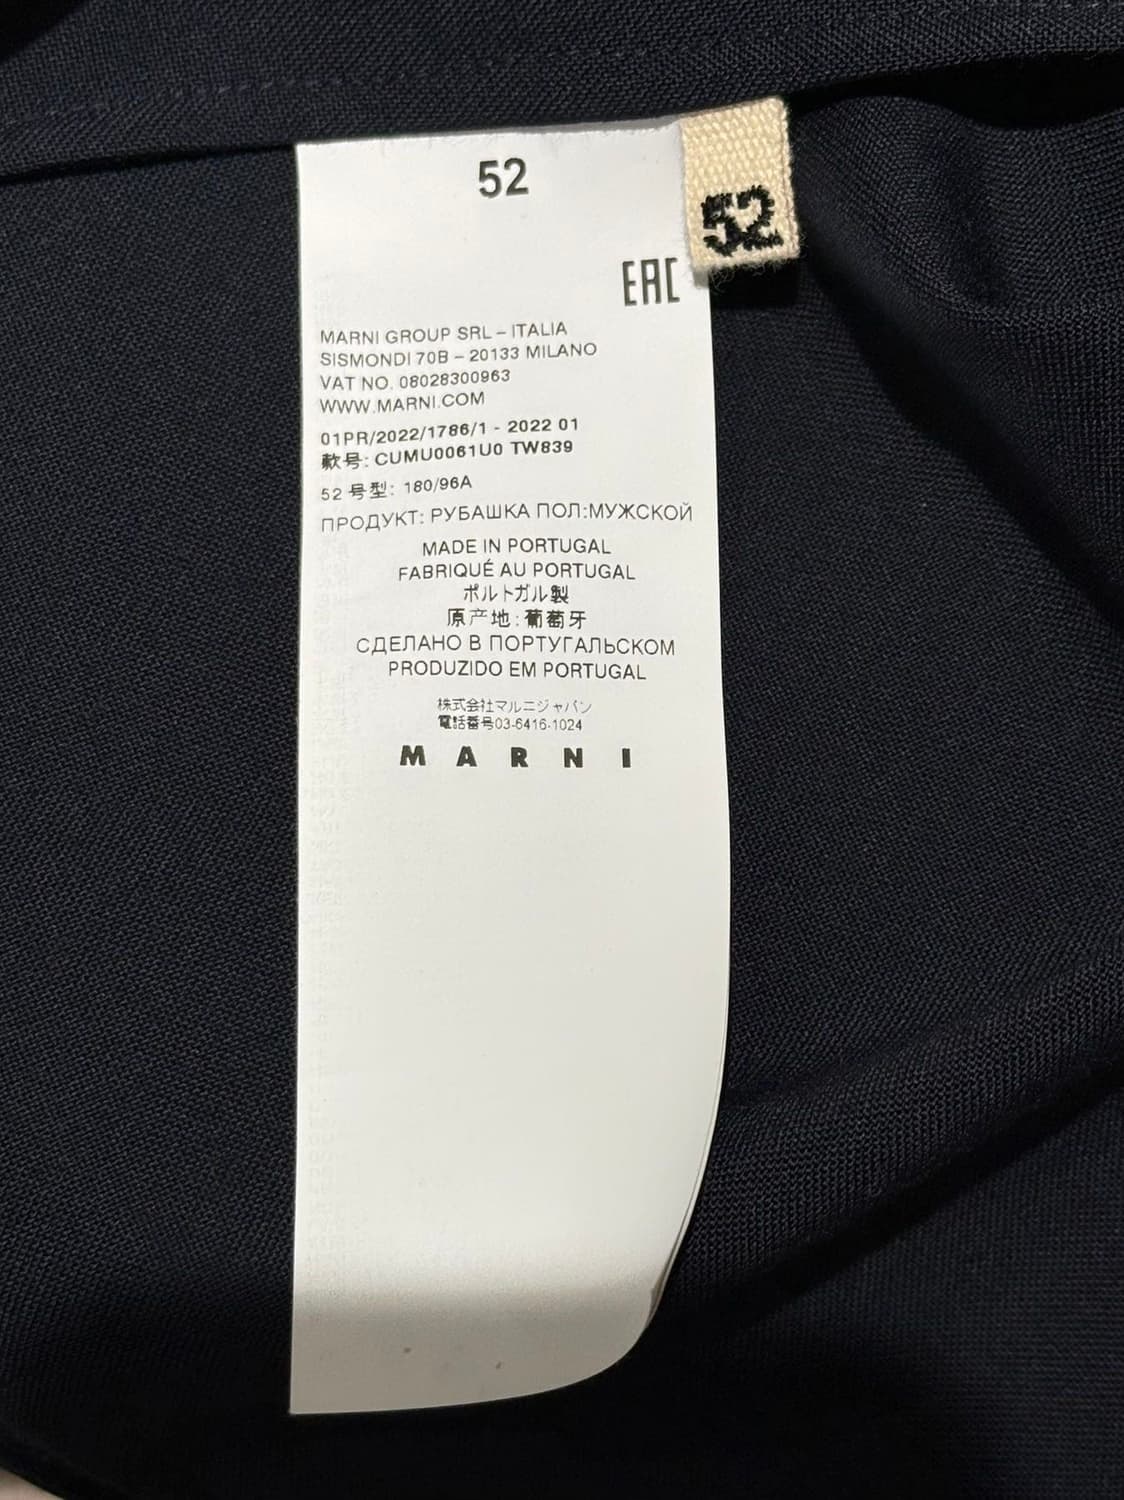 52
52
EAC
MARNI GROUP SRL – ITALIA
SISMONDI 70B – 20133 MILANO
VAT NO. 08028300963
WWW.MARNI.COM
01PR/2022/1786/1 - 2022 01
款号: CUMU0061U0 TW839
52 号型: 180/96A
ПРОДУКТ: РУБАШКА ПОЛ:МУЖСКОЙ
MADE IN PORTUGAL
FABRIQUÉ AU PORTUGAL
ポルトガル製
原产地: 葡萄牙
СДЕЛАНО В ПОРТУГАЛЬСКОМ
PRODUZIDO EM PORTUGAL
株式会社マルニジャパン
電話番号03-6416-1024
MARNI